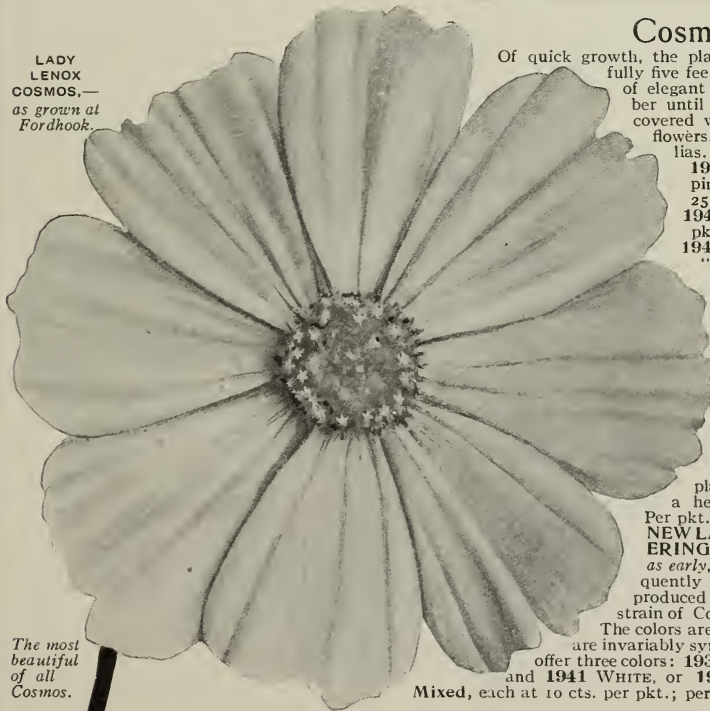 LADY
LENOX
COSMOS,—
as grown at
Fordhook.
Cosm
Of quick growth, the pla
fully five fee
of elegant
ber until
covered w
flowers.
lias.
19
pin
25
194
pk
194
"
pla
a he
Per pkt.
NEW LA
ERING
as early,
quently
produced
strain of Co
The colors are
are invariably syr
offer three colors: 193
and 1941 WHITE, or 19
Mixed, each at 10 cts. per pkt.; per
The most
beautiful
of all
Cosmos.